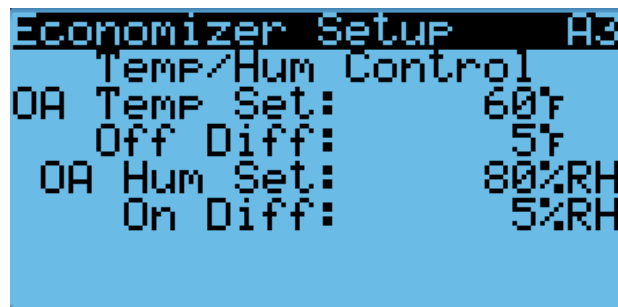 Economizer Setup A3
Temp/Hum Control
OA Temp Set: 60°F
Off Diff: 5°F
OA Hum Set: 80%RH
On Diff: 5%RH